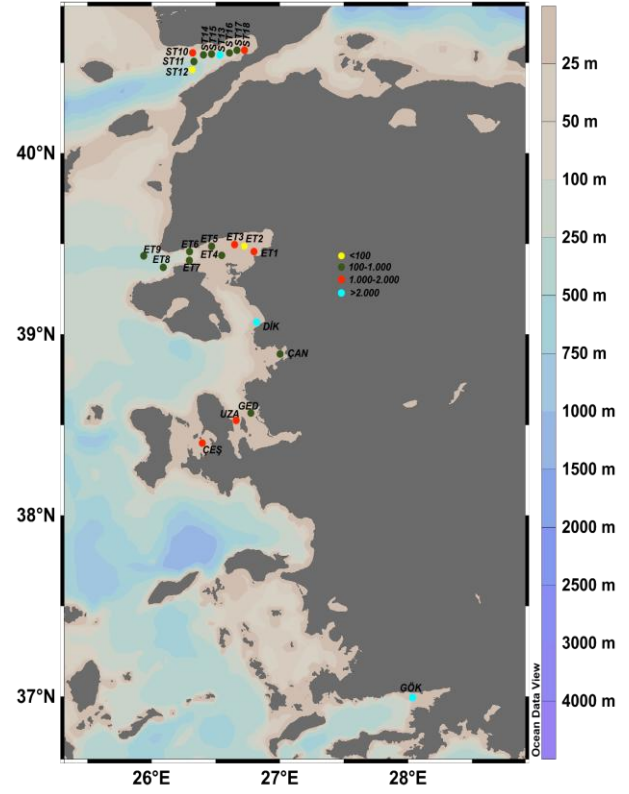 ST14
ST15
ST13
ST16
ST17
ST18
ST10
ST11
ST12
40°N
ET3
ET2
ET1
ET5
ET6
ET4
ET7
ET9
ET8
<100
100-1.000
1.000-2.000
>2.000
39°N
DİK
ÇAN
GED
UZA
ÇEŞ
38°N
37°N
GÖK
26°E
27°E
28°E
Ocean Data View
25 m
50 m
100 m
250 m
500 m
750 m
1000 m
1500 m
2000 m
2500 m
3000 m
4000 m